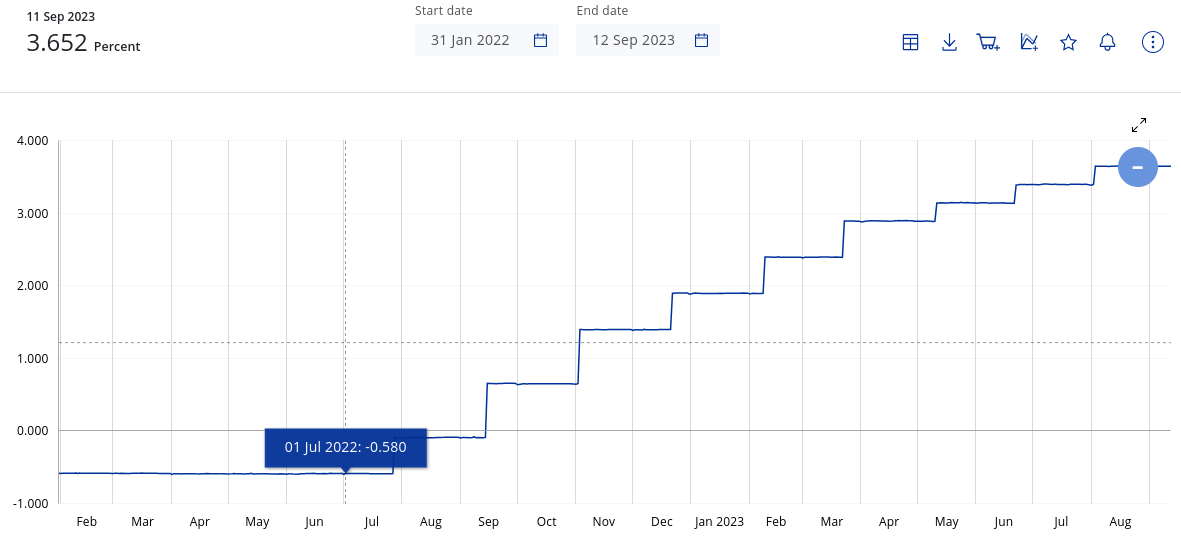 11 Sep 2023
3.652 Percent
Start date
31 Jan 2022
End date
12 Sep 2023
4.000
3.000
2.000
1.000
0.000
-1.000
01 Jul 2022: -0.580
Feb Mar Apr May Jun Jul Aug Sep Oct Nov Dec Jan 2023 Feb Mar Apr May Jun Jul Aug